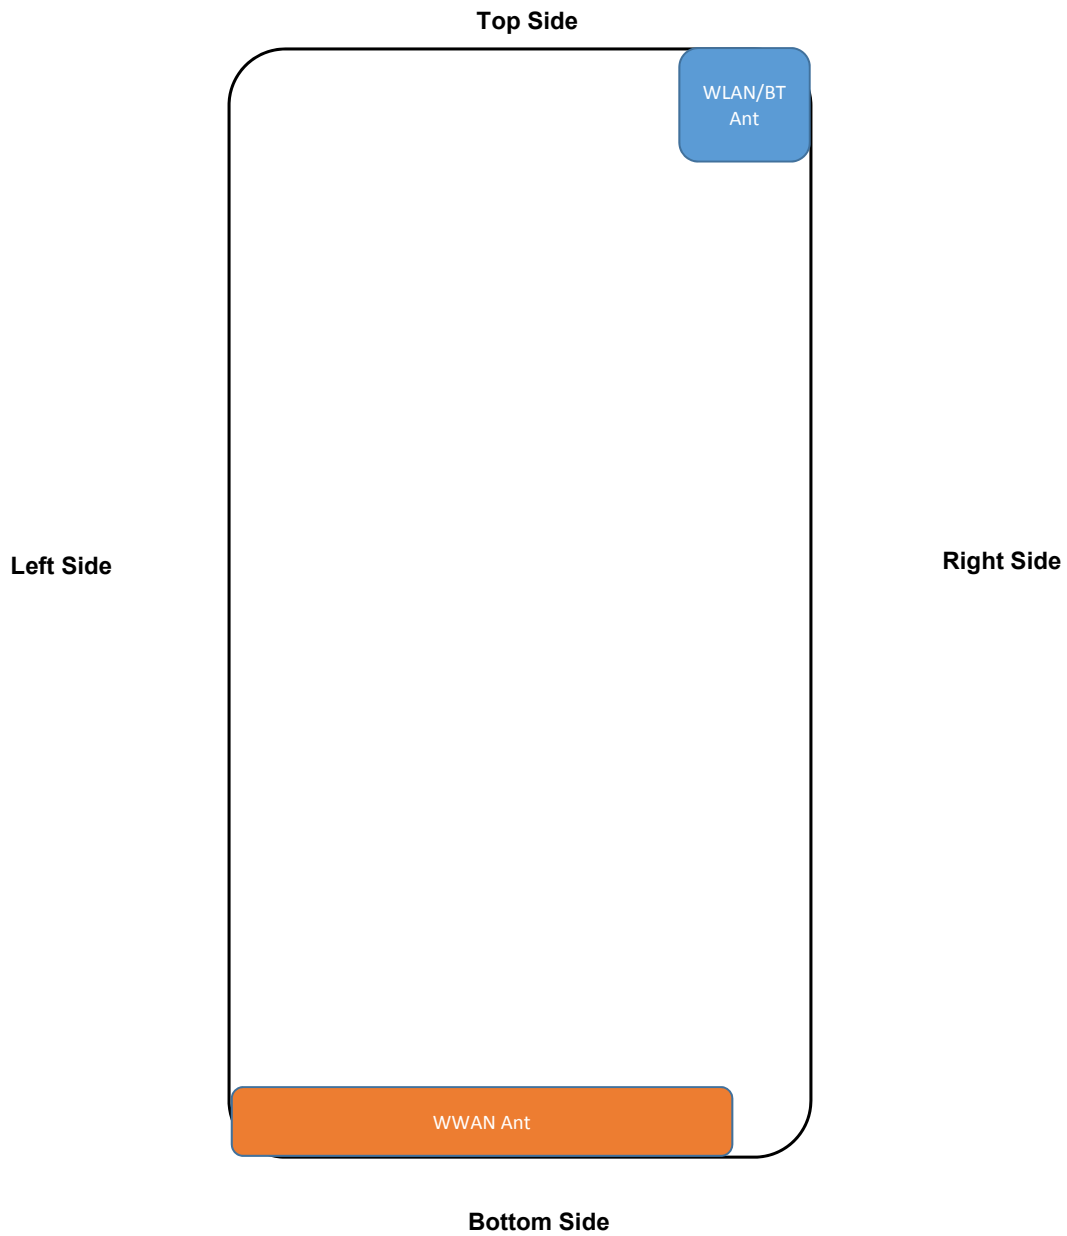 Top Side
WLAN/BT
Ant
Left Side
Right Side
WWAN Ant
Bottom Side